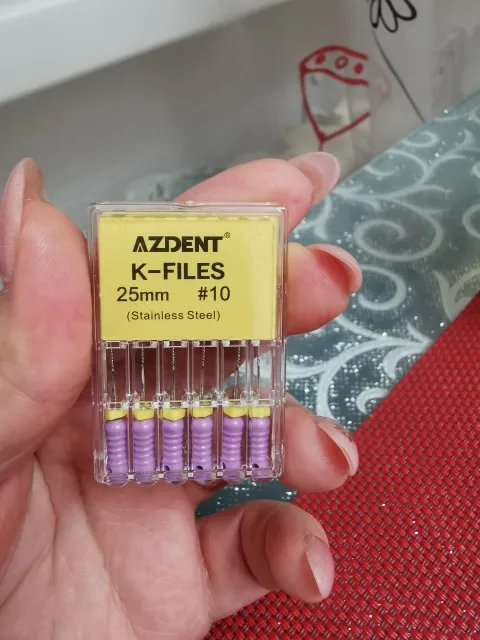 AZDENT®
K-FILES
25mm #10
(Stainless Steel)